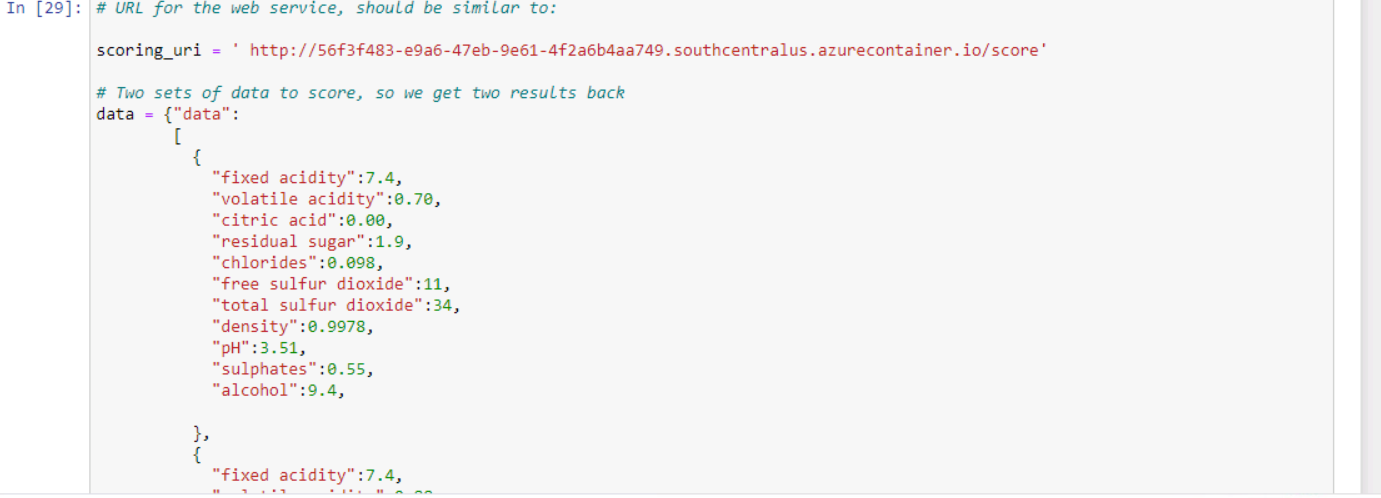 In [29]: # URL for the web service, should be similar to:
scoring_uri = ' http://56f3f483-e9a6-47eb-9e61-4f2a6b4aa749.southcentralus.azurecontainer.io/score'
# Two sets of data to score, so we get two results back
data = {"data":
[
{
"fixed acidity":7.4,
"volatile acidity":0.70,
"citric acid":0.00,
"residual sugar":1.9,
"chlorides":0.098,
"free sulfur dioxide":11,
"total sulfur dioxide":34,
"density":0.9978,
"pH":3.51,
"sulphates":0.55,
"alcohol":9.4,
},
{
"fixed acidity":7.4,